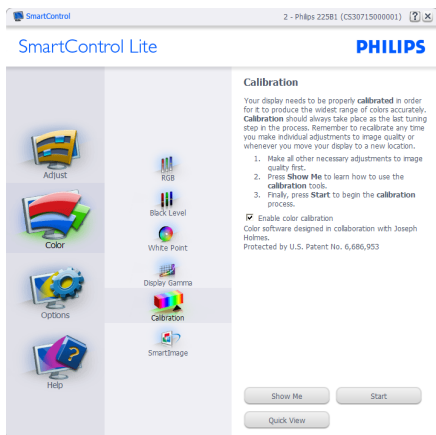 SmartControl
2 - Philips 225B1 (CS30715000001)
? X
SmartControl Lite
PHILIPS
Adjust
Color
Options
Help
RGB
Black Level
White Point
Display Gamma
Calibration
SmartImage
Calibration
Your display needs to be properly calibrated in order
for it to produce the widest range of colors accurately.
Calibration should always take place as the last tuning
step in the process. Remember to recalibrate any time
you make individual adjustments to image quality or
whenever you move your display to a new location.
1. Make all other necessary adjustments to image
quality first.
2. Press Show Me to learn how to use the
calibration tools.
3. Finally, press Start to begin the calibration
process.
Enable color calibration
Color software designed in collaboration with Joseph
Holmes.
Protected by U.S. Patent No. 6,686,953
Show Me
Start
Quick View